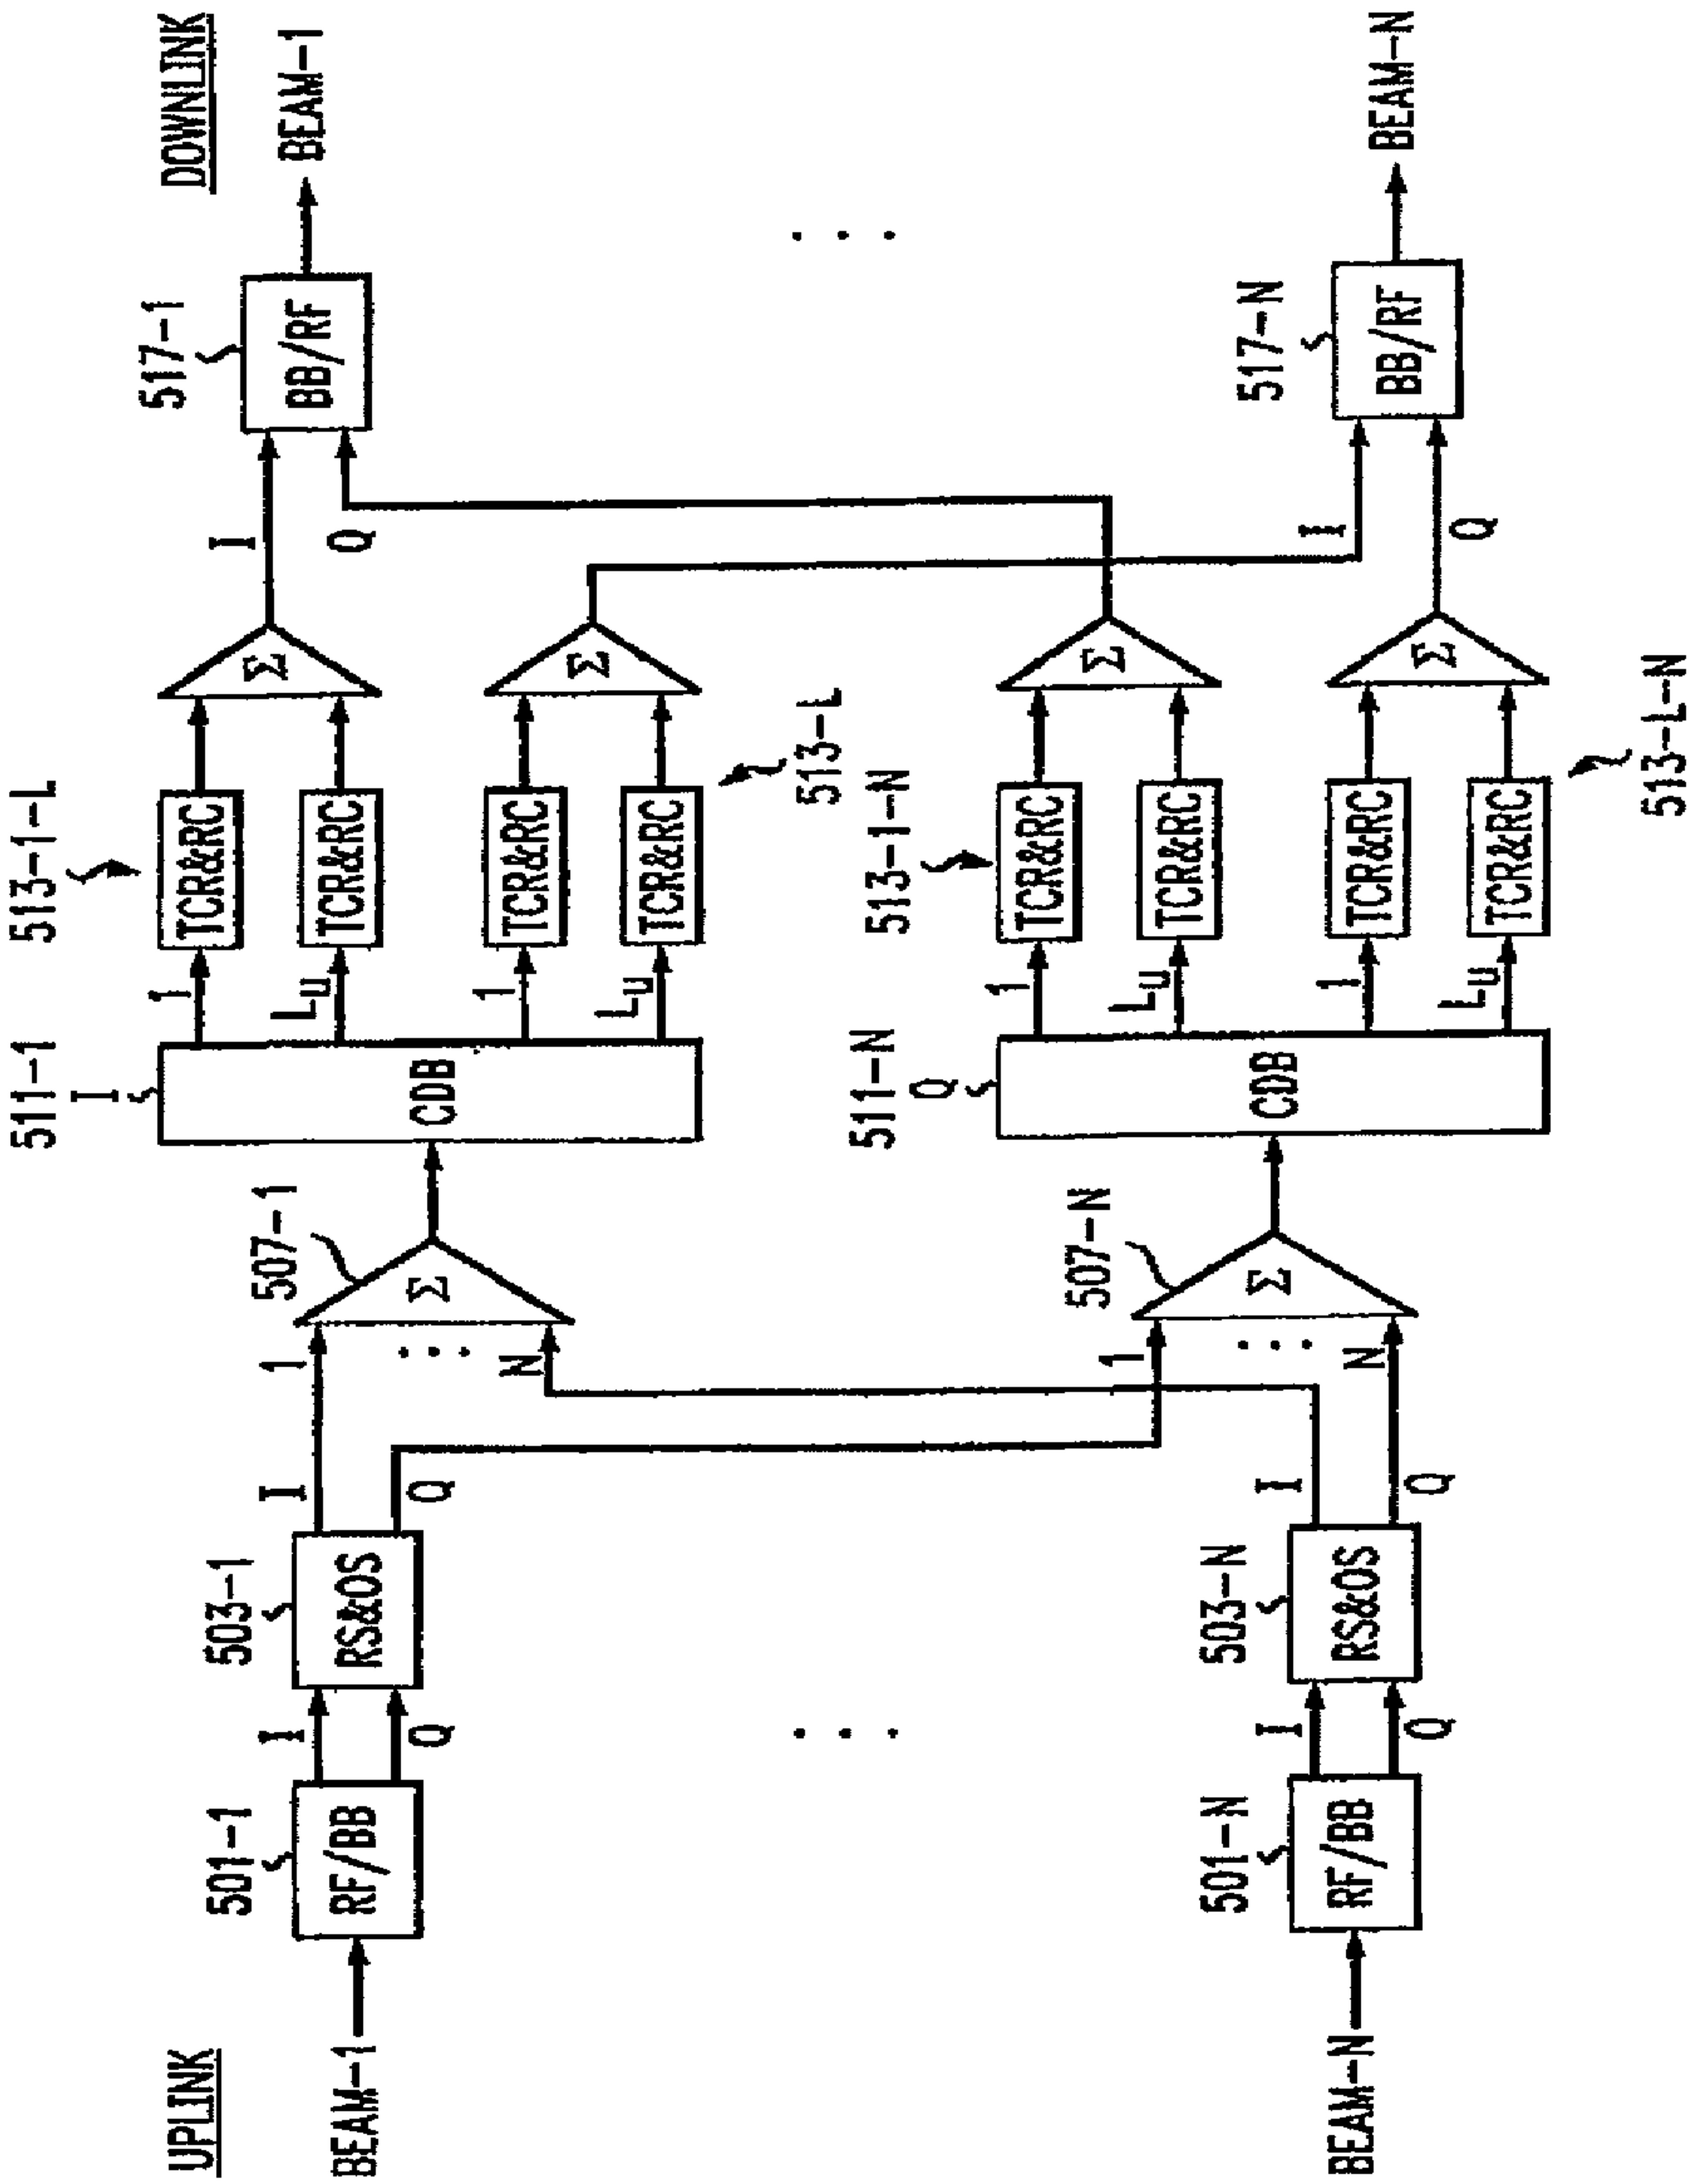 UPLINK
DOWNLINK
BEAM-1
501-1
RF/BB
I
Q
503-1
RS&OS
I
Q
1
N
507-1
Σ
511-1
I
CDB
1
Lu
1
Lu
513-1-L
TCR&RC
TCR&RC
TCR&RC
TCR&RC
513-L
Σ
Σ
I
Q
517-1
BB/RF
BEAM-1
BEAM-N
501-N
RF/BB
I
Q
503-N
RS&OS
I
Q
1
N
507-N
Σ
511-N
Q
CDB
1
Lu
1
Lu
513-1-N
TCR&RC
TCR&RC
TCR&RC
TCR&RC
513-L-N
Σ
Σ
I
Q
517-N
BB/RF
BEAM-N